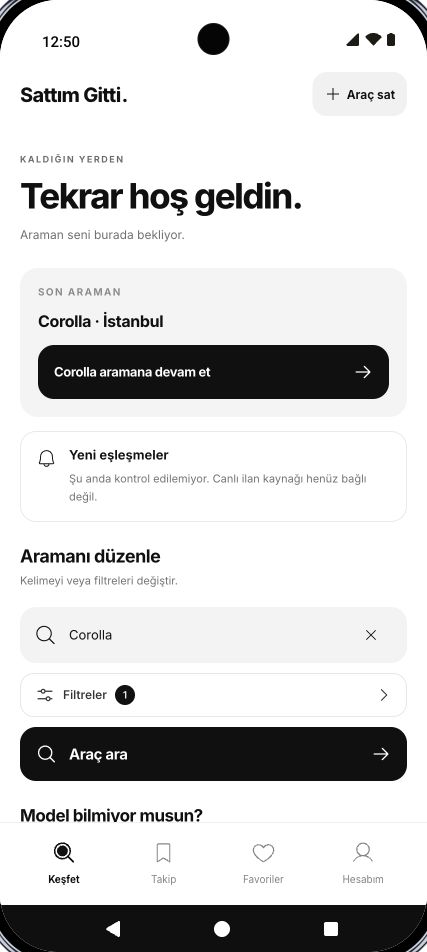 12:50
Sattım Gitti.
Araç sat
KALDIĞIN YERDEN
Tekrar hoş geldin.
Araman seni burada bekliyor.
SON ARAMAN
Corolla · İstanbul
Corolla aramana devam et
Yeni eşleşmeler
Şu anda kontrol edilemiyor. Canlı ilan kaynağı henüz bağlı
değil.
Aramanı düzenle
Kelimeyi veya filtreleri değiştir.
Corolla
Filtreler 1
Araç ara
Model bilmiyor musun?
Keşfet
Takip
Favoriler
Hesabım